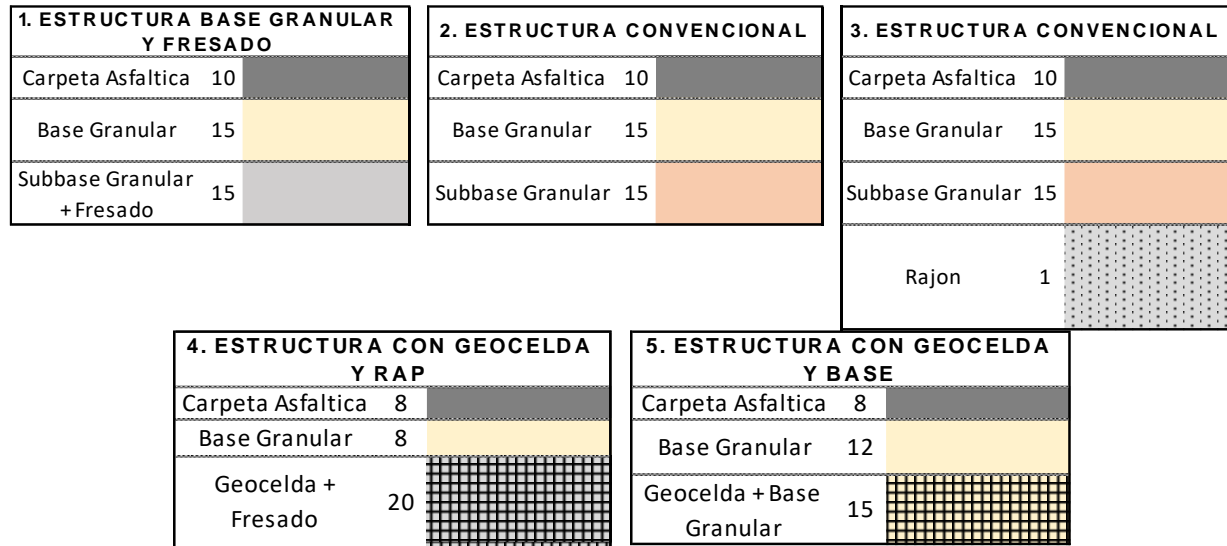 1. ESTRUCTURA BASE GRANULAR
Y FRESADO
Carpeta Asfaltica 10
Base Granular 15
Subbase Granular
+ Fresado 15
2. ESTRUCTURA CONVENCIONAL
Carpeta Asfaltica 10
Base Granular 15
Subbase Granular 15
3. ESTRUCTURA CONVENCIONAL
Carpeta Asfaltica 10
Base Granular 15
Subbase Granular 15
Rajon 1
4. ESTRUCTURA CON GEOCELDA
Y RAP
Carpeta Asfaltica 8
Base Granular 8
Geocelda +
Fresado 20
5. ESTRUCTURA CON GEOCELDA
Y BASE
Carpeta Asfaltica 8
Base Granular 12
Geocelda + Base
Granular 15